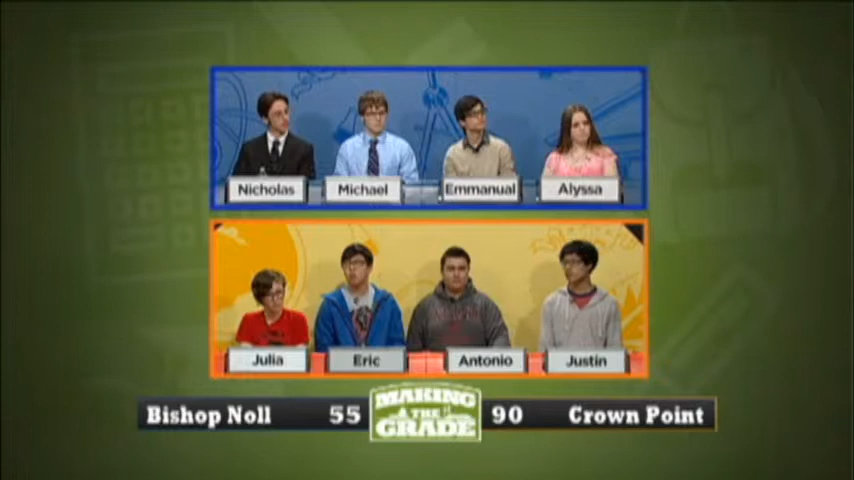 Nicholas
Michael
Emmanual
Alyssa
Julia
Eric
Antonio
Justin
Bishop Noll 55
MAKING
THE
GRADE
90 Crown Point